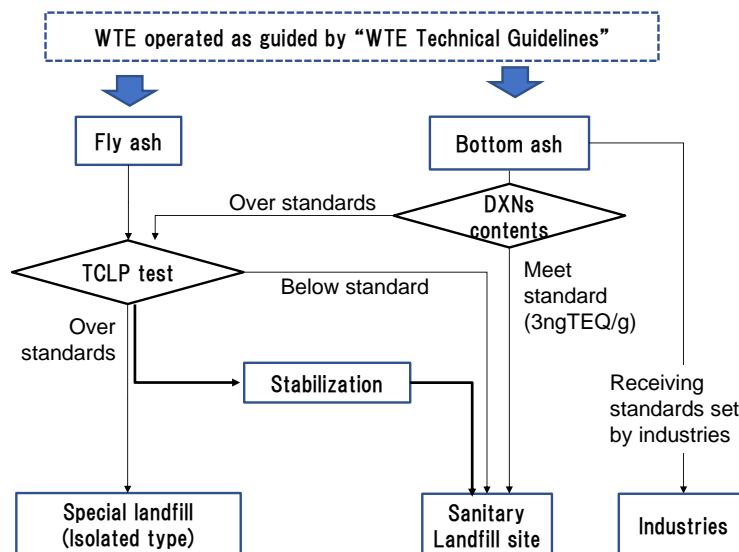 WTE operated as guided by “WTE Technical Guidelines”
Fly ash
Bottom ash
Over standards
DXNs
contents
TCLP test
Below standard
Meet
standard
(3ngTEQ/g)
Over
standards
Stabilization
Receiving
standards set
by industries
Special landfill
(Isolated type)
Sanitary
Landfill site
Industries